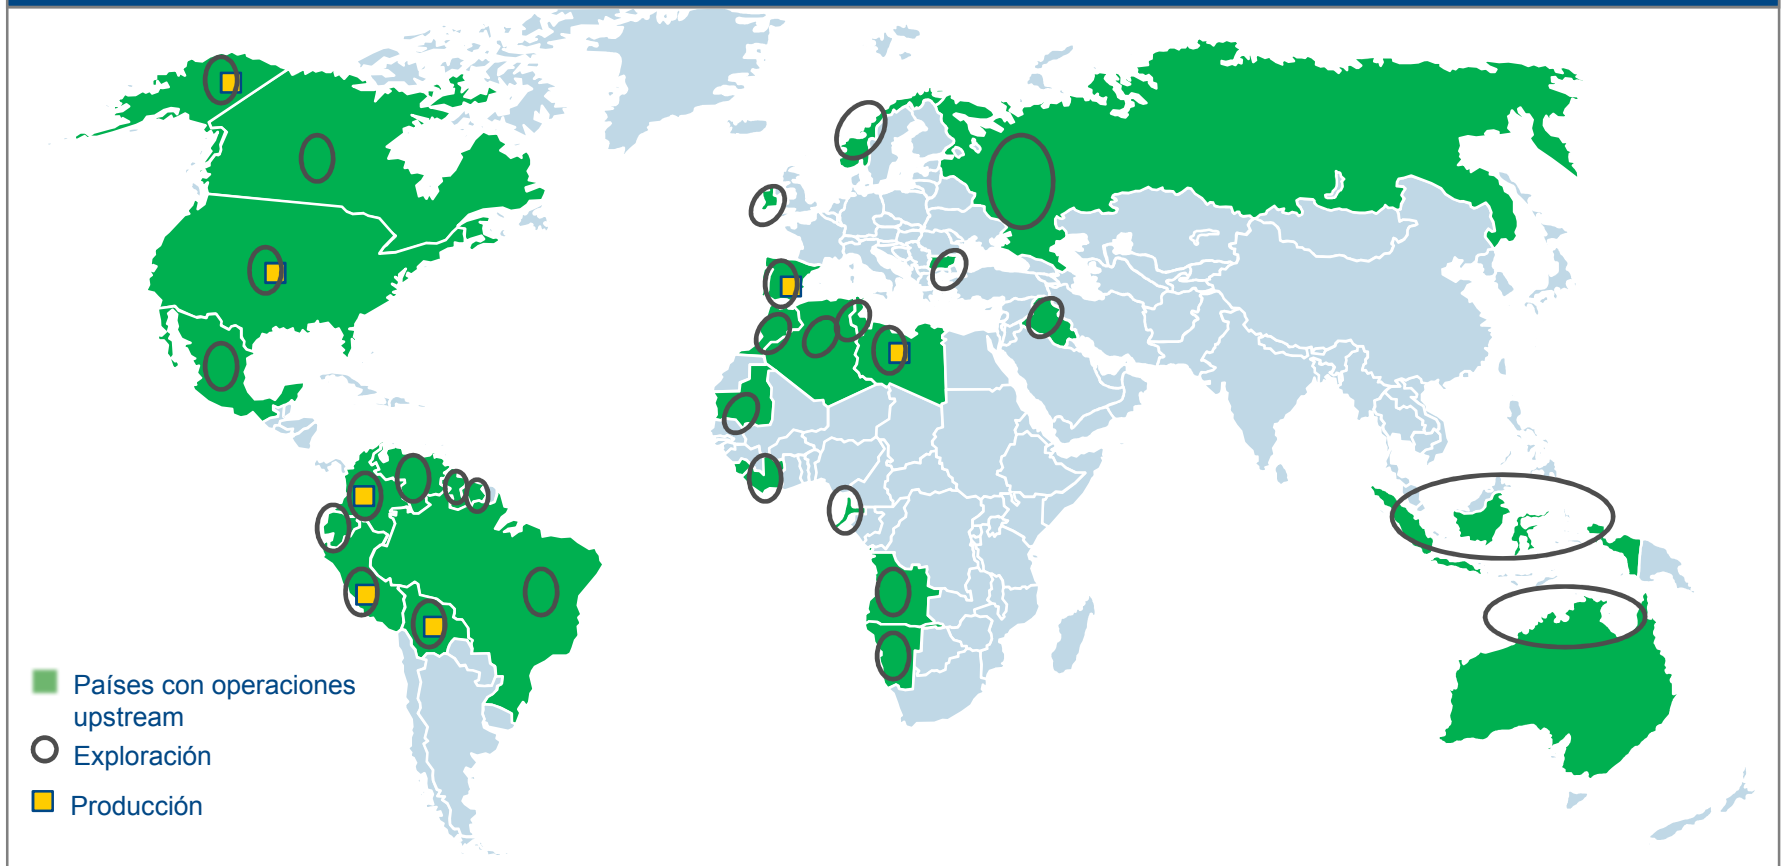 Países con operaciones
upstream
Exploración
Producción